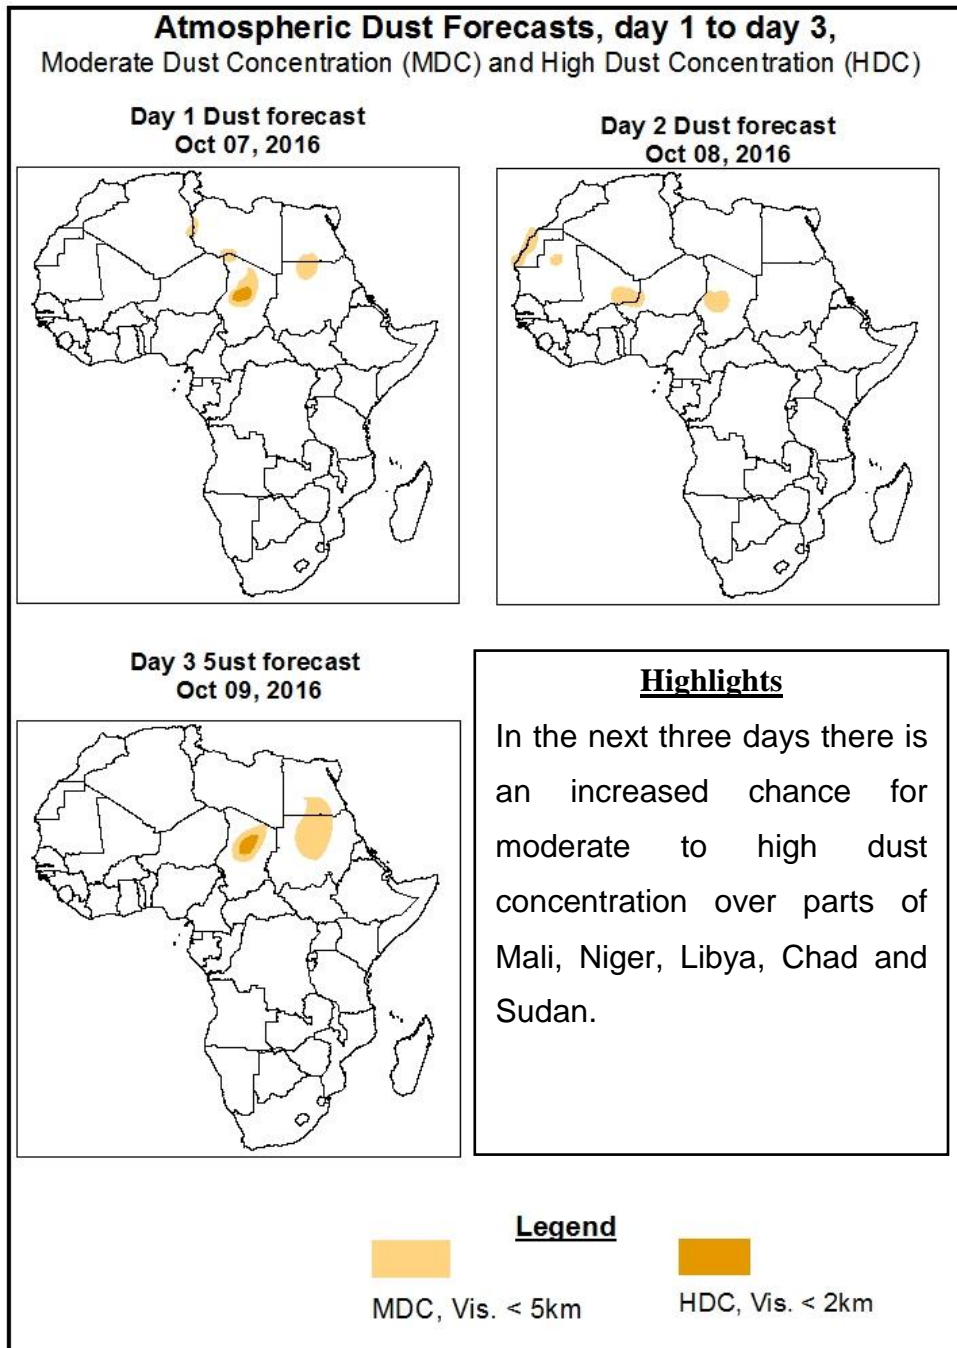 Atmospheric Dust Forecasts, day 1 to day 3,
Moderate Dust Concentration (MDC) and High Dust Concentration (HDC)
Day 1 Dust forecast
Oct 07, 2016
Day 2 Dust forecast
Oct 08, 2016
Day 3 5ust forecast
Oct 09, 2016
Highlights
In the next three days there is
an increased chance for
moderate to high dust
concentration over parts of
Mali, Niger, Libya, Chad and
Sudan.
Legend
MDC, Vis. < 5km
HDC, Vis. < 2km